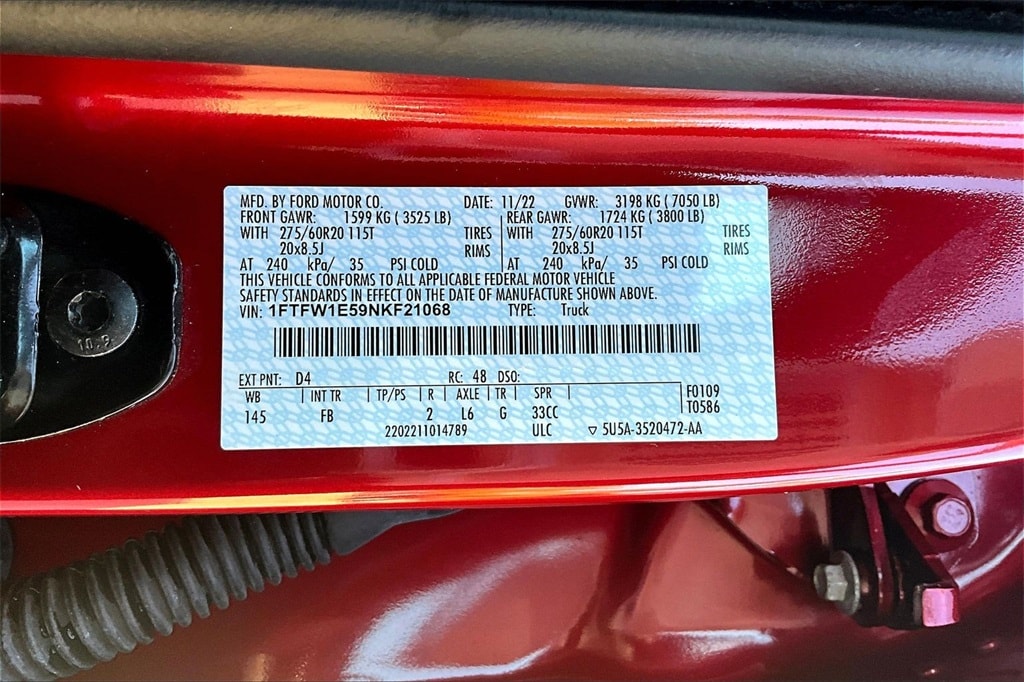 MFD. BY FORD MOTOR CO. DATE: 11/22 GVWR: 3198 KG ( 7050 LB)
FRONT GAWR: 1599 KG ( 3525 LB) REAR GAWR: 1724 KG ( 3800 LB)
WITH 275/60R20 115T TIRES WITH 275/60R20 115T TIRES
20x8.5J RIMS 20x8.5J RIMS
AT 240 kPa/ 35 PSI COLD AT 240 kPa/ 35 PSI COLD
THIS VEHICLE CONFORMS TO ALL APPLICABLE FEDERAL MOTOR VEHICLE
SAFETY STANDARDS IN EFFECT ON THE DATE OF MANUFACTURE SHOWN ABOVE.
VIN: 1FTFW1E59NKF21068 TYPE: Truck
EXT PNT: D4 RC: 48 DSO:
WB INT TR TP/PS R AXLE TR SPR F0109
145 FB 2 L6 G 33CC T0586
2202211014789 ULC ▽ 5U5A-3520472-AA
10.9